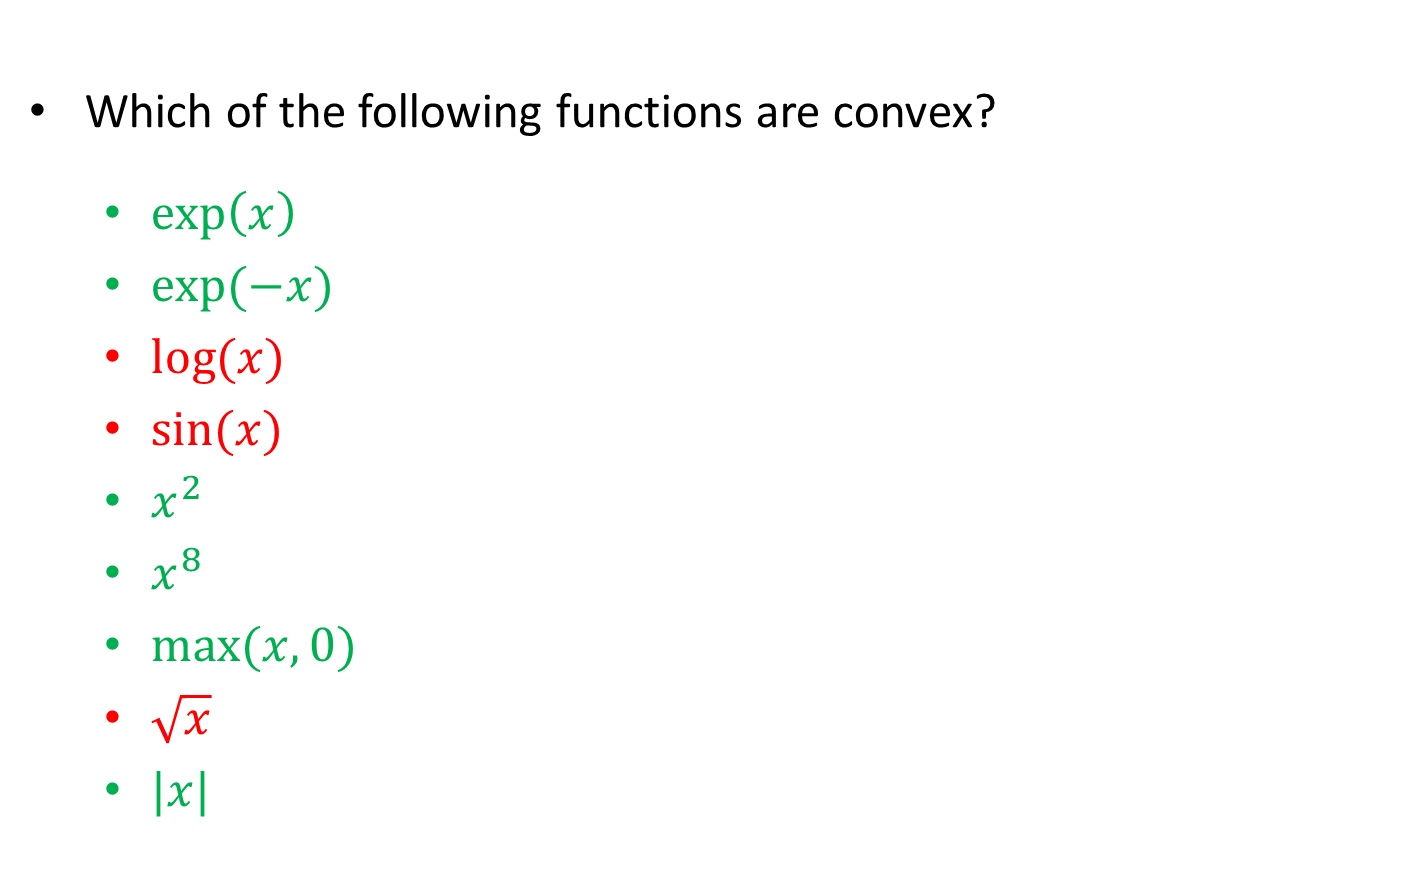 • Which of the following functions are convex?
• exp(𝑥)
• exp(−𝑥)
• log(𝑥)
• sin(𝑥)
• 𝑥²
• 𝑥⁸
• max(𝑥, 0)
• √𝑥
• |𝑥|